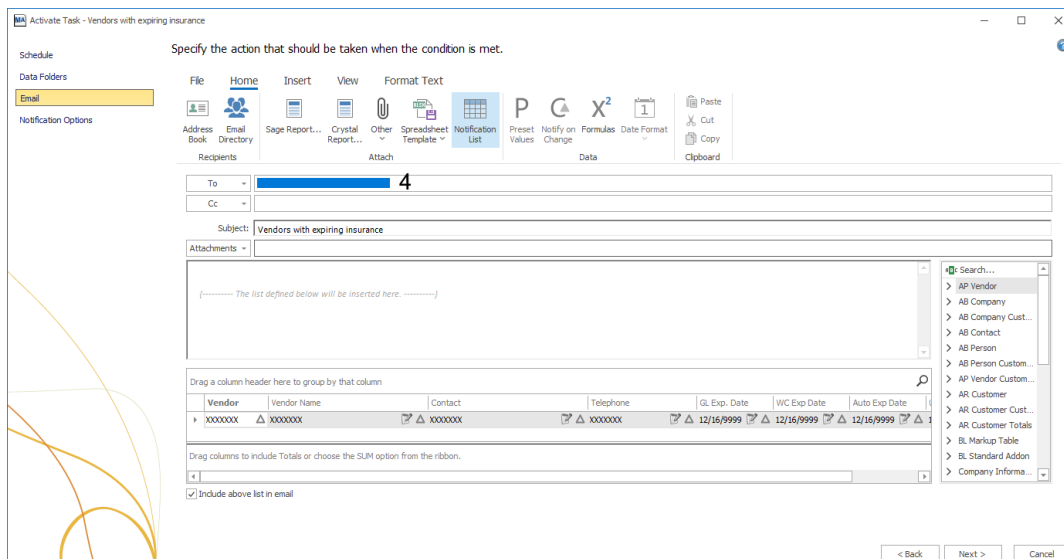 MA Activate Task - Vendors with expiring insurance
Schedule
Data Folders
Email
Notification Options
Specify the action that should be taken when the condition is met.
File Home Insert View Format Text
Address Book
Email Directory
Sage Report...
Crystal Report...
Other
Spreadsheet Template
Notification List
P
Preset Values
Notify on Change
X²
Formulas
1
Date Format
Paste
Cut
Copy
Recipients Attach Data Clipboard
To 4
Cc
Subject: Vendors with expiring insurance
Attachments
{---------- The list defined below will be inserted here. ----------}
Search...
AP Vendor
AB Company
AB Company Cust...
AB Contact
AB Person
AB Person Custom...
AP Vendor Custom...
AR Customer
AR Customer Cust...
AR Customer Totals
BL Markup Table
BL Standard Addon
Company Informa...
Drag a column header here to group by that column
Vendor Vendor Name Contact Telephone GL Exp. Date WC Exp Date Auto Exp Date
XXXXXXX XXXXXXX XXXXXXX XXXXXXX 12/16/9999 12/16/9999 12/16/9999
Drag columns to include Totals or choose the SUM option from the ribbon.
Include above list in email
< Back Next > Cancel